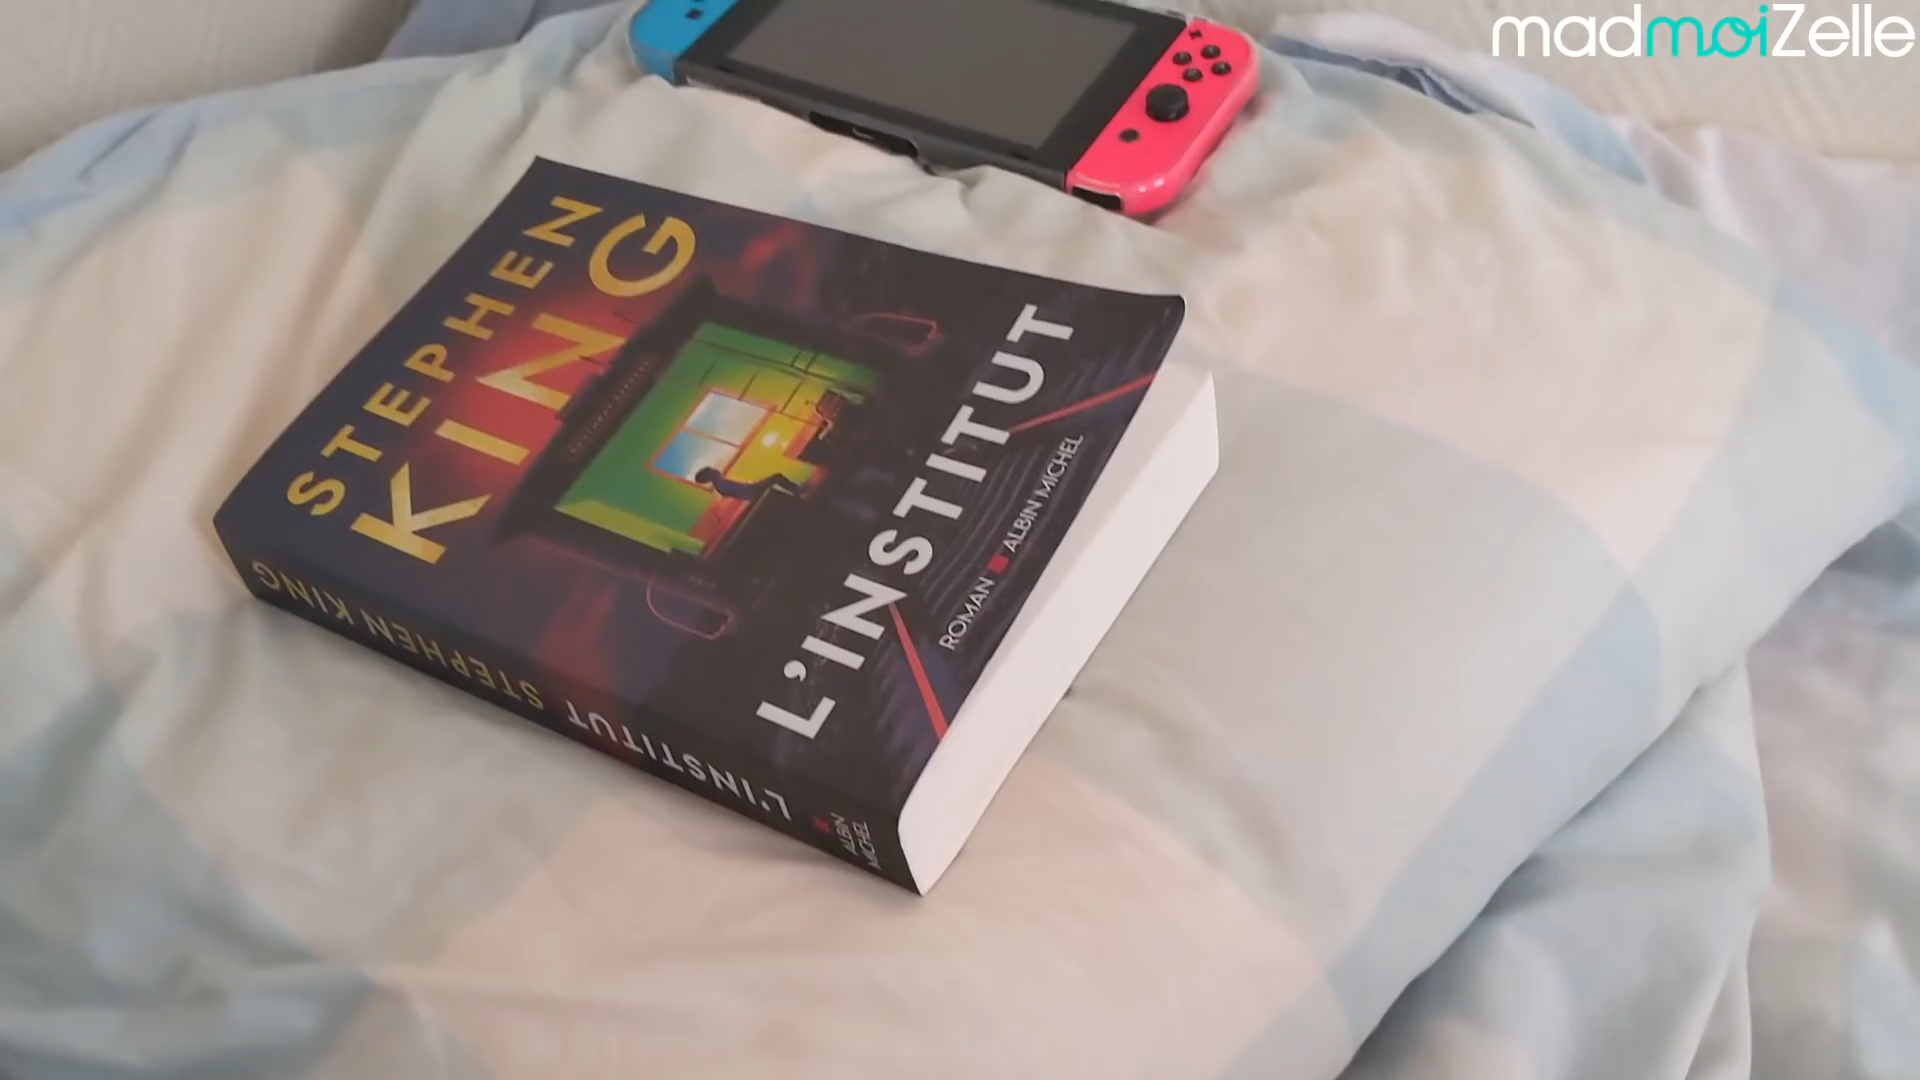 madmoiZelle
STEPHEN
KING
L'INSTITUT
ROMAN ALBIN MICHEL
L'INSTITUT STEPHEN KING
ALBIN
MICHEL